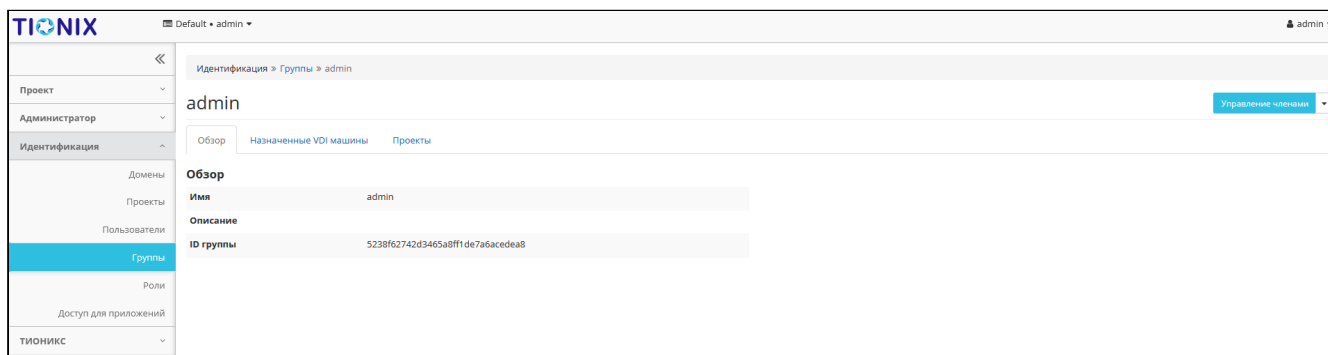 TIONIX
Default • admin
admin
Идентификация » Группы » admin
Проект
Администратор
Идентификация
Домены
Проекты
Пользователи
Группы
Роли
Доступ для приложений
ТИОНИКС
admin
Управление членами
Обзор
Назначенные VDI машины
Проекты
Обзор
Имя admin
Описание
ID группы 5238f62742d3465a8ff1de7a6acedea8